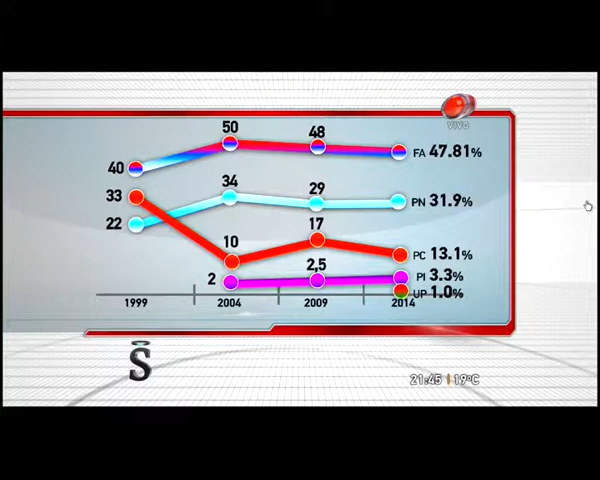 VIVO
50
48
40
FA 47.81%
33
34
29
PN 31.9%
22
10
17
PC 13.1%
2
2,5
PI 3.3%
UP 1.0%
1999
2004
2009
2014
S
21:45 19°C